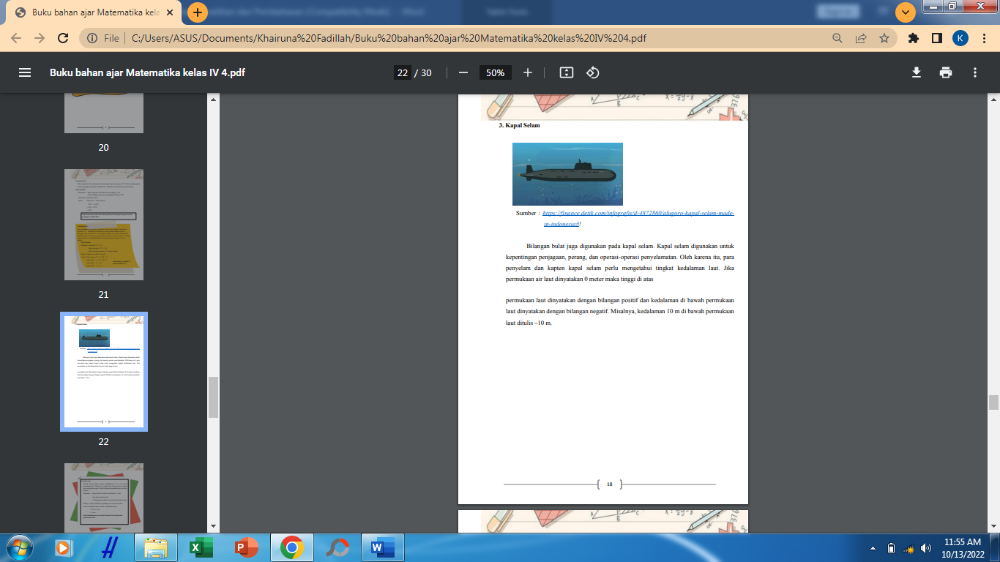 Buku bahan ajar Matematika kela
File
C:/Users/ASUS/Documents/Khairuna%20Fadillah/Buku%20bahan%20ajar%20Matematika%20kelas%20IV%204.pdf
K
Buku bahan ajar Matematika kelas IV 4.pdf
22 / 30
50%
20
21
22
3. Kapal Selam
Sumber : https://finance.detik.com/infografis/d-4872860/alugoro-kapal-selam-made-
in-indonesia#!
Bilangan bulat juga digunakan pada kapal selam. Kapal selam digunakan untuk
kepentingan penjagaan, perang, dan operasi-operasi penyelamatan. Oleh karena itu, para
penyelam dan kapten kapal selam perlu mengetahui tingkat kedalaman laut. Jika
permukaan air laut dinyatakan 0 meter maka tinggi di atas
permukaan laut dinyatakan dengan bilangan positif dan kedalaman di bawah permukaan
laut dinyatakan dengan bilangan negatif. Misalnya, kedalaman 10 m di bawah permukaan
laut ditulis –10 m.
18
11:55 AM
10/13/2022